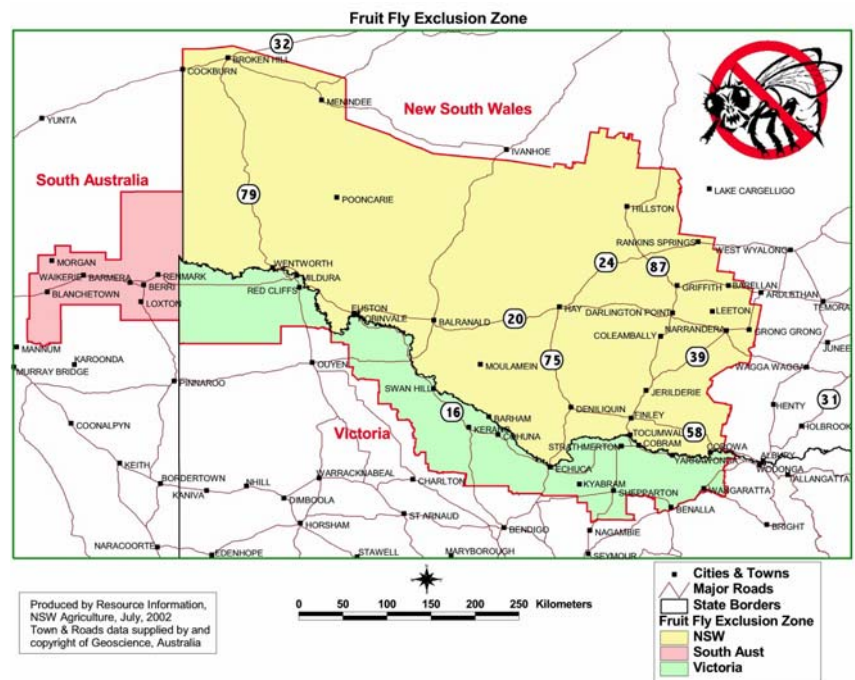 Fruit Fly Exclusion Zone
32
BROKEN HILL
COCKBURN
MENINDEE
New South Wales
YUNTA
IVANHOE
South Australia
LAKE CARGELLIGO
79
POONCARIE
HILLSTON
RANKINS SPRINGS
WEST WYALONG
MORGAN
WENTWORTH
24
87
WAIKERIE
BARMERA
RENMARK
MILDURA
BERRI
RED CLIFFS
GRIFFITH
BARELLAN
BLANCHETOWN
ARDLETHAN
LOXTON
EUSTON
HAY
DARLINGTON POINT
LEETON
TEMORA
ROBINVALE
BALRANALD
20
COLEAMBALLY
NARRANDERA
GRONG GRONG
MANNUM
JUNEE
KAROONDA
OUYEN
MOULAMEIN
75
39
WAGGA WAGGA
MURRAY BRIDGE
PINNAROO
SWAN HILL
JERILDERIE
31
16
BARHAM
DENILIQUIN
HENTY
COONALPYN
FINLEY
HOLBROOK
Victoria
KERANG
COHUNA
TOCUMWAL
58
STRATHMERTON
COBRAM
COROWA
ALBURY
KEITH
ECHUCA
YARRAWONGA
WODONGA
BORDERTOWN
WARRACKNABEAL
CHARLTON
KYABRAM
TALLANGATTA
KANIVA
NHILL
SHEPPARTON
WANGARATTA
DIMBOOLA
ST ARNAUD
BENALLA
HORSHAM
BENDIGO
NAGAMBIE
BRIGHT
NARACOORTE
EDENHOPE
STAWELL
MARYBOROUGH
SEYMOUR
Produced by Resource Information,
NSW Agriculture, July, 2002
Town & Roads data supplied by and
copyright of Geoscience, Australia
0 50 100 150 200 250 Kilometers
Cities & Towns
Major Roads
State Borders
Fruit Fly Exclusion Zone
NSW
South Aust
Victoria